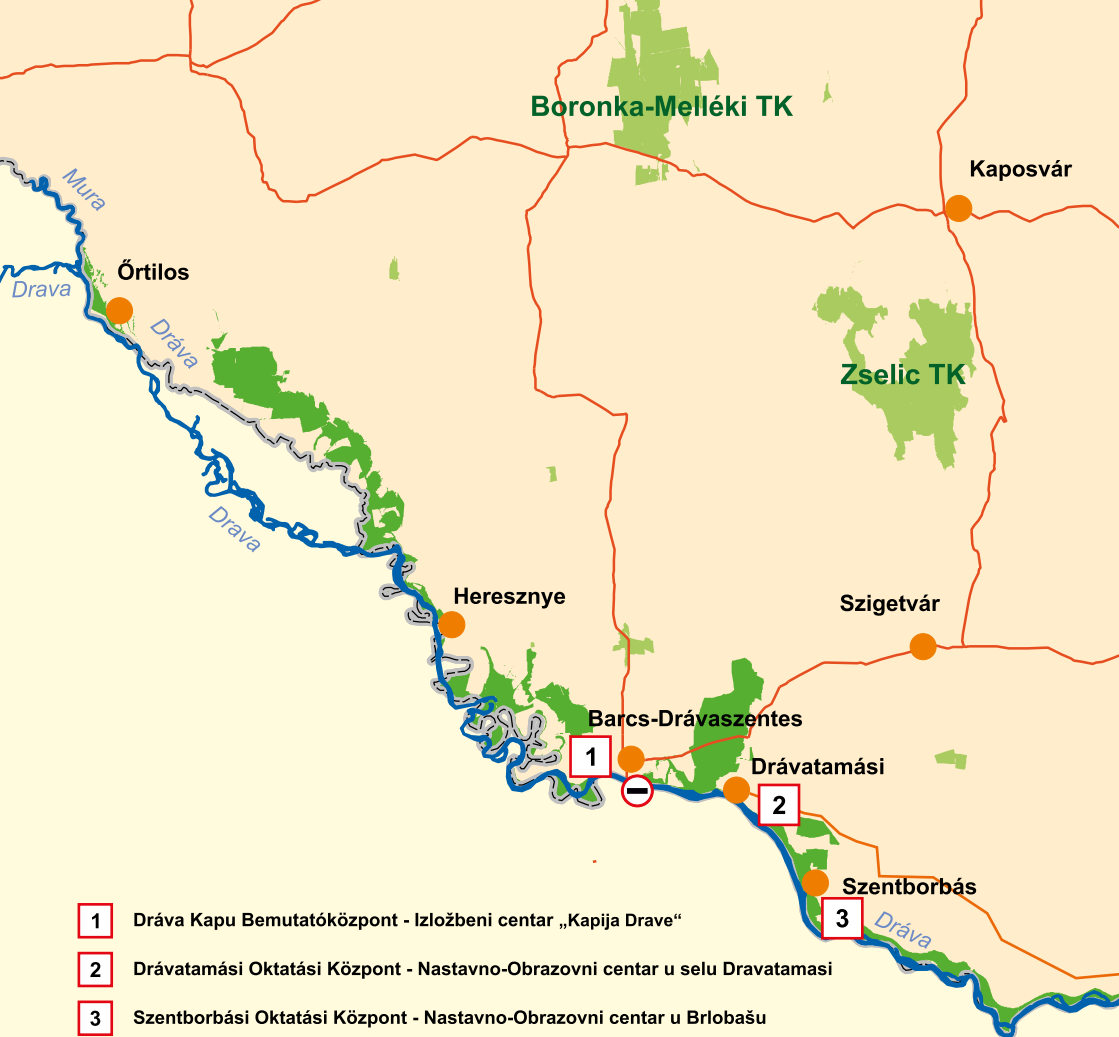 Boronka-Melléki TK
Kaposvár
Mura
Őrtilos
Drava
Dráva
Zselic TK
Drava
Heresznye
Szigetvár
Barcs-Drávaszentes
1
Drávatamási
2
Szentborbás
3
Dráva
1 Dráva Kapu Bemutatóközpont - Izložbeni centar „Kapija Drave“
2 Drávatamási Oktatási Központ - Nastavno-Obrazovni centar u selu Dravatamasi
3 Szentborbási Oktatási Központ - Nastavno-Obrazovni centar u Brlobašu